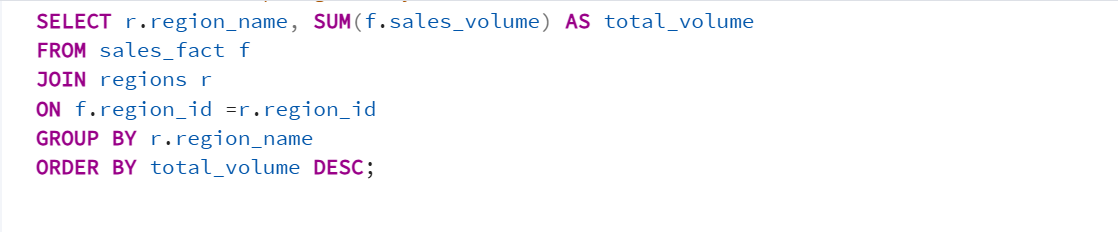 SELECT r.region_name, SUM(f.sales_volume) AS total_volume
FROM sales_fact f
JOIN regions r
ON f.region_id =r.region_id
GROUP BY r.region_name
ORDER BY total_volume DESC;